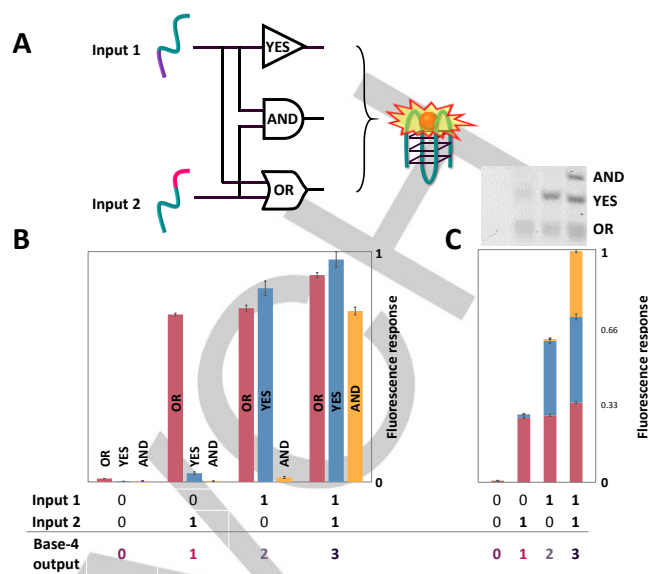 A
Input 1
YES
AND
OR
Input 2
AND
YES
OR
B
C
1
Fluorescence response
0
OR
YES
AND
OR
YES
AND
OR
YES
AND
OR
YES
AND
1
0.66
0.33
0
Fluorescence response
Input 1 0 0 1 1
Input 2 0 1 0 1
Base-4
output 0 1 2 3
0 0 1 1
0 1 0 1
0 1 2 3